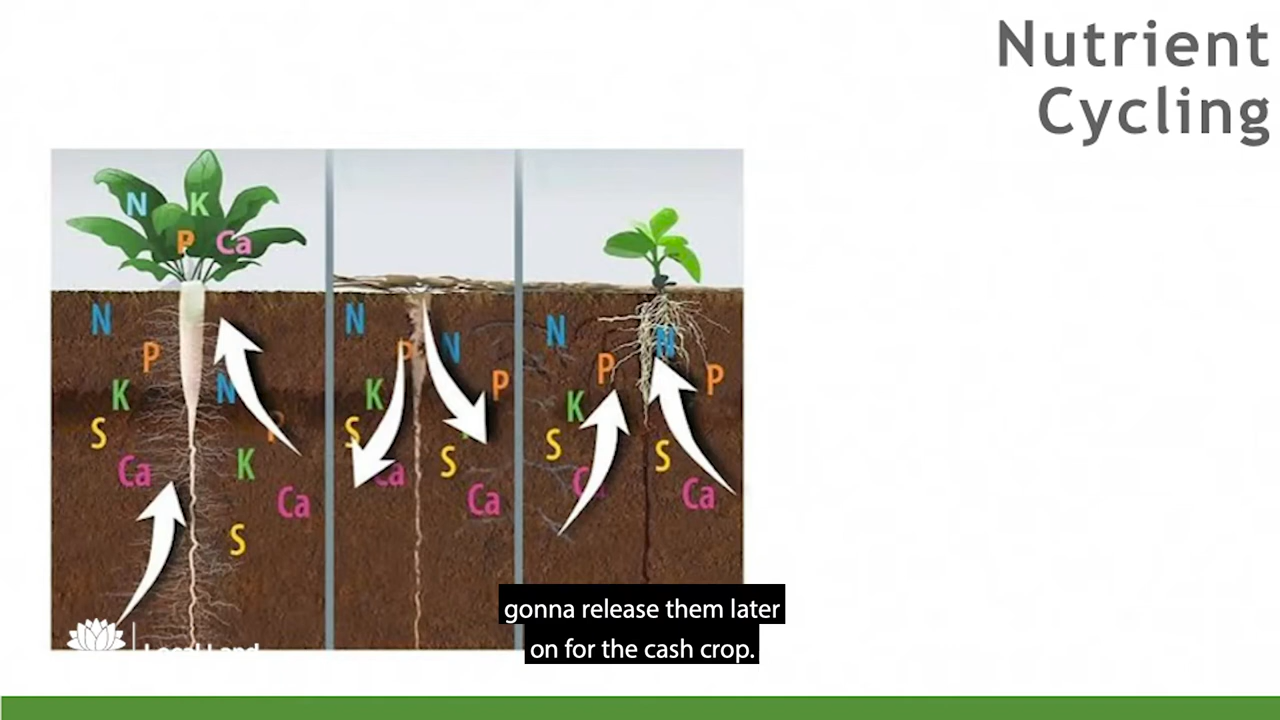 Nutrient
Cycling
N K
P Ca
N
P
K
S
Ca
N
P
K
Ca
S
N
P
N
K
P
S
S
Ca
Ca
N
N
P
P
K
S
S
Ca
Ca
gonna release them later
on for the cash crop.